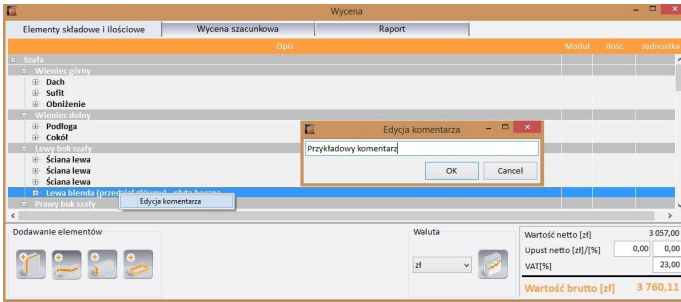 Wycena
Elementy składowe i ilościowe Wycena szacunkowa Raport
Opis Moduł Ilość Jednostka
Szafa
Wieniec górny
Dach
Sufit
Obniżenie
Wieniec dolny
Podłoga
Cokół
Lewy bok szafy
Ściana lewa
Ściana lewa
Ściana lewa
Lewa blenda (przedział główny) - płyta boczna
Prawy bok szafy
Edycja komentarza
Edycja komentarza
Przykładowy komentarz
OK Cancel
Dodawanie elementów
Waluta
zł
Wartość netto [zł] 3 057,00
Upust netto [zł]/[%] 0,00 0,00
VAT[%] 23,00
Wartość brutto [zł] 3 760,11